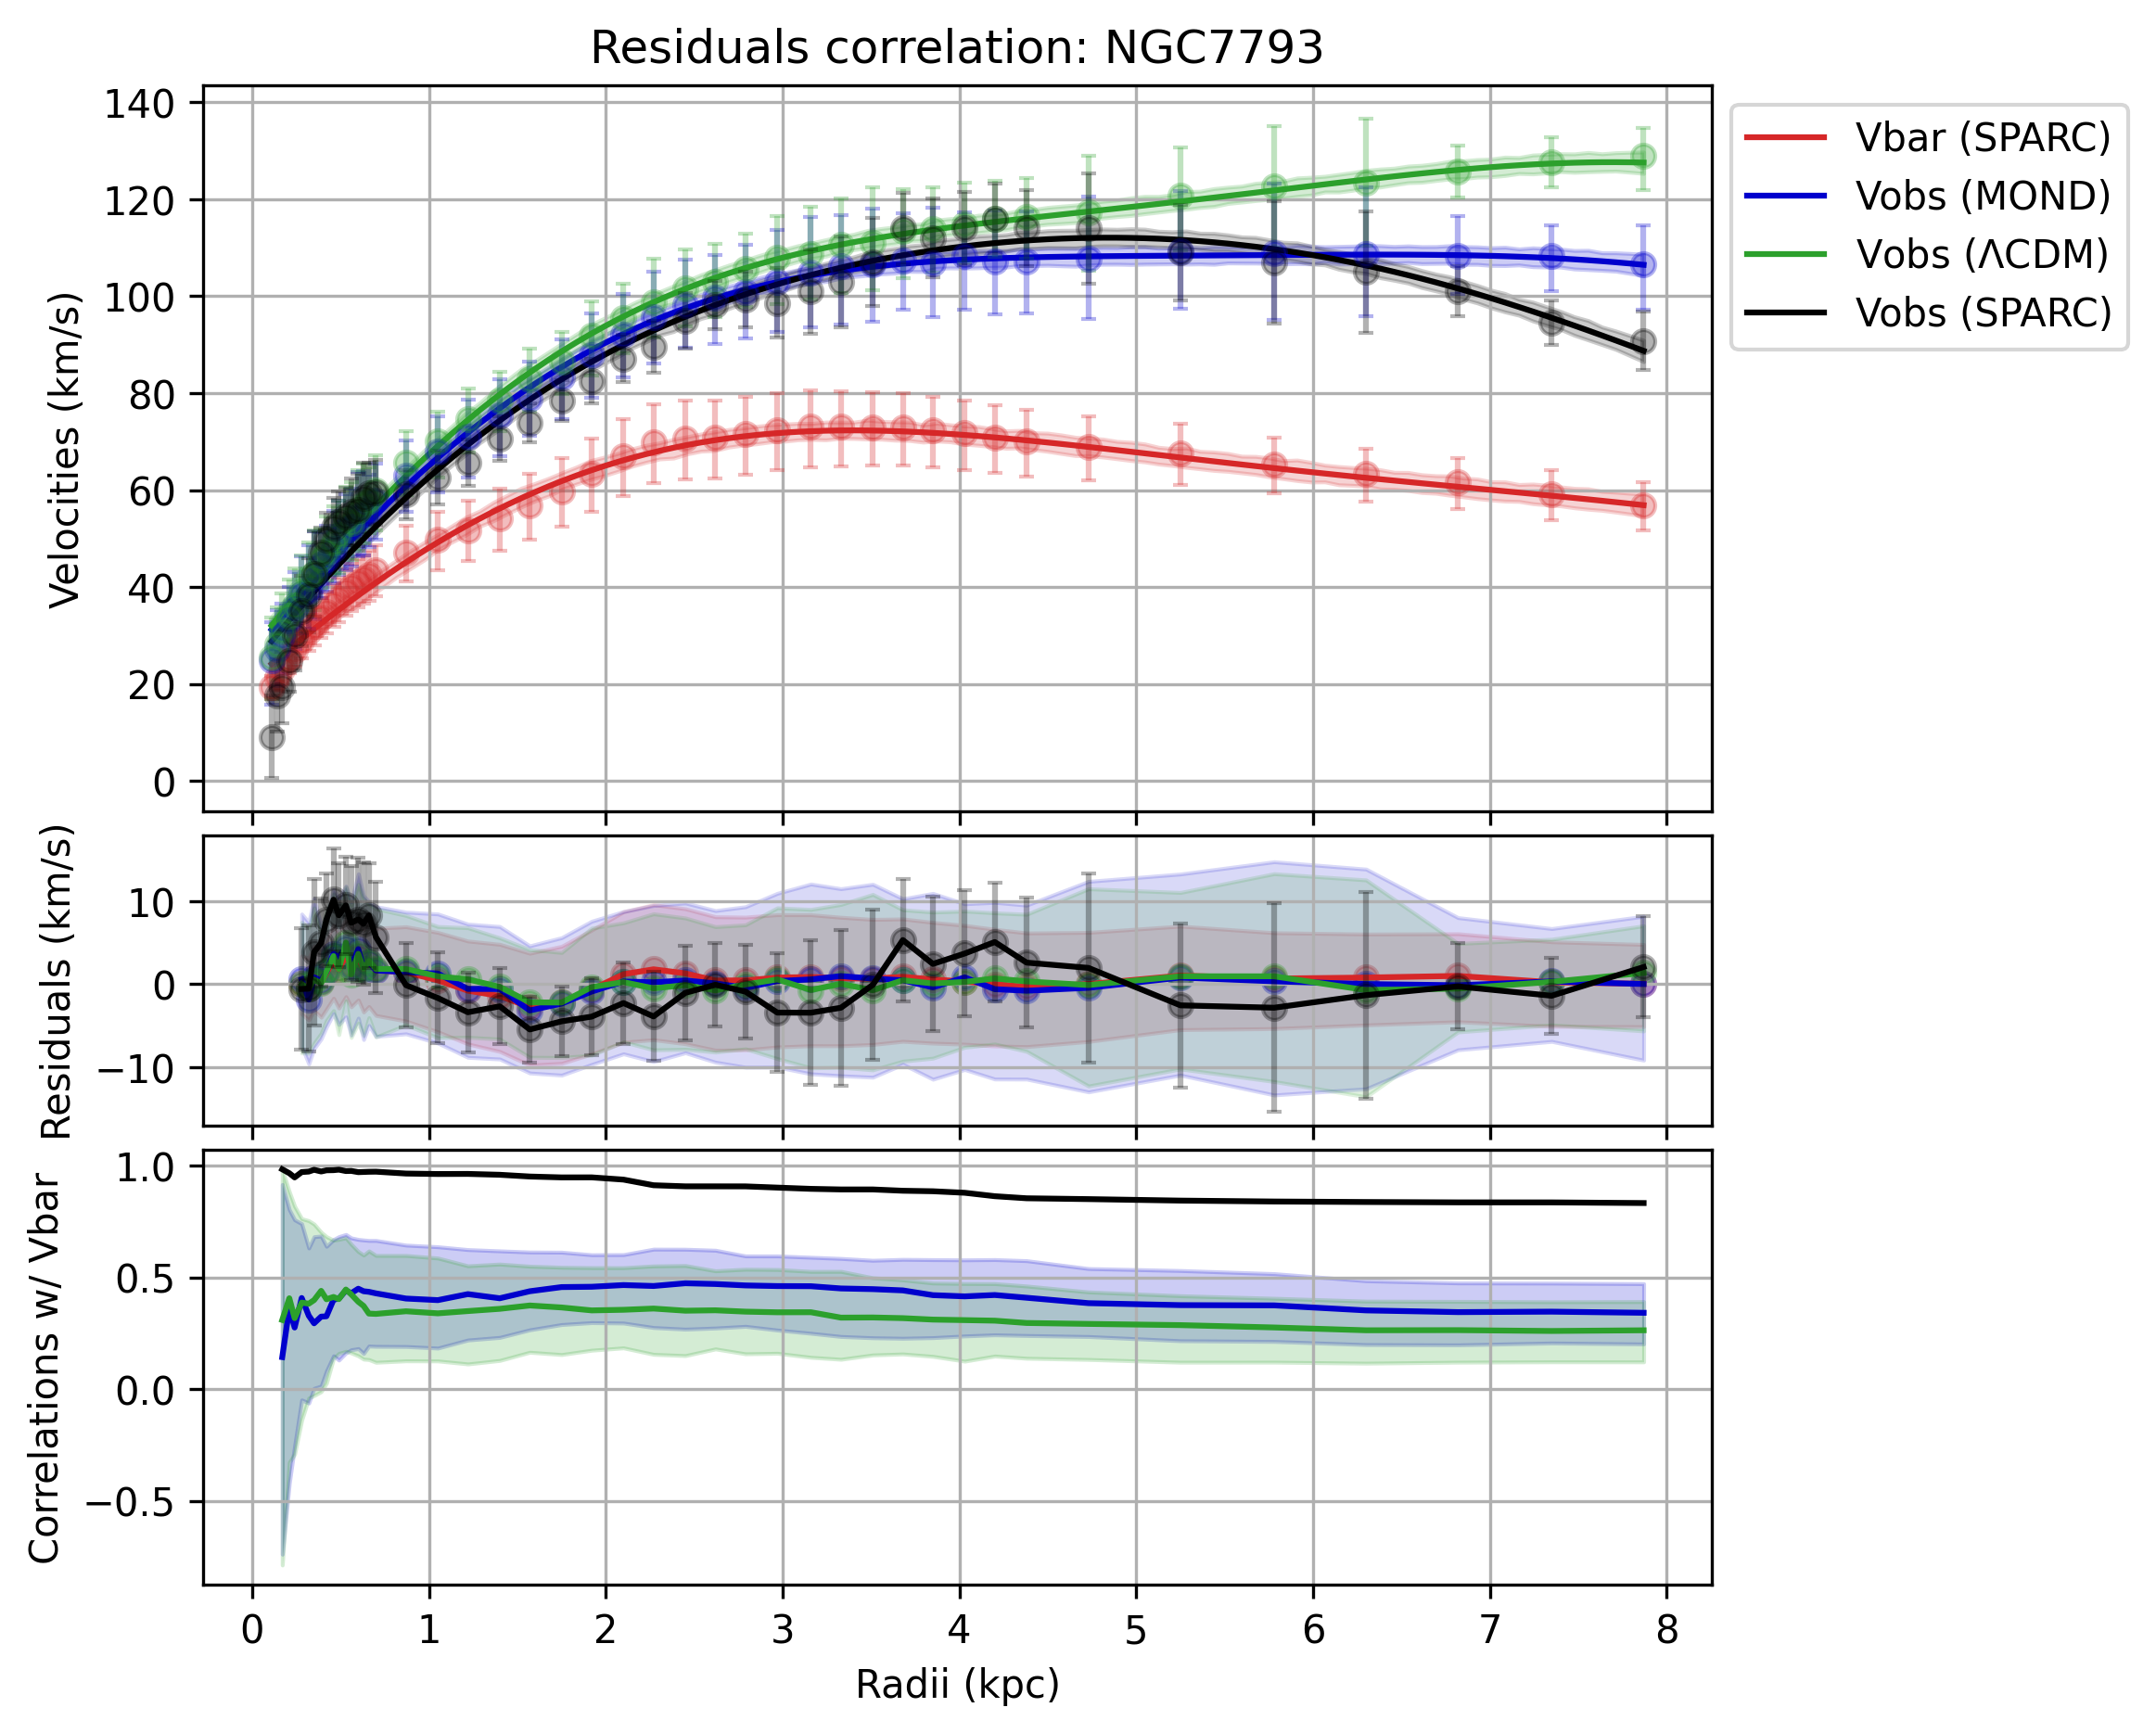 Residuals correlation: NGC7793
140
120
100
80
60
40
20
0
Velocities (km/s)
Vbar (SPARC)
Vobs (MOND)
Vobs (ΛCDM)
Vobs (SPARC)
10
0
−10
Residuals (km/s)
1.0
0.5
0.0
−0.5
Correlations w/ Vbar
0 1 2 3 4 5 6 7 8
Radii (kpc)